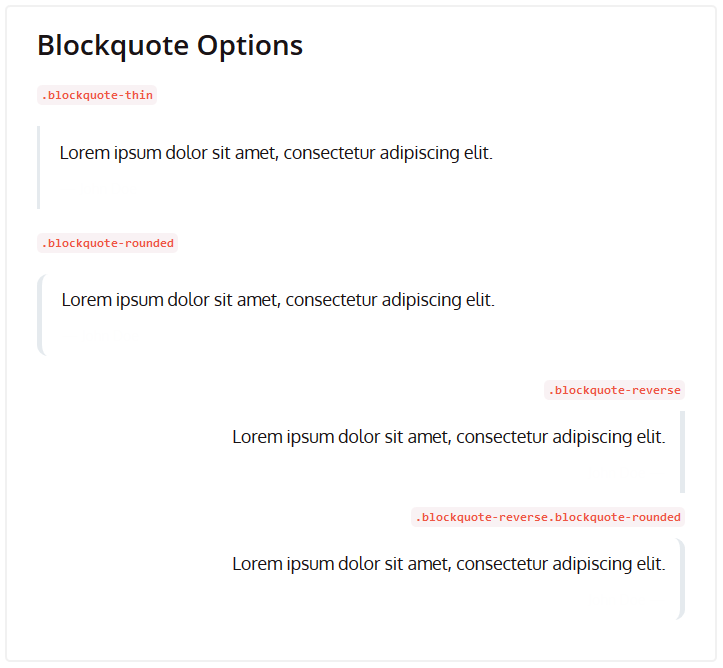 Blockquote Options
.blockquote-thin
Lorem ipsum dolor sit amet, consectetur adipiscing elit.
.blockquote-rounded
Lorem ipsum dolor sit amet, consectetur adipiscing elit.
.blockquote-reverse
Lorem ipsum dolor sit amet, consectetur adipiscing elit.
.blockquote-reverse.blockquote-rounded
Lorem ipsum dolor sit amet, consectetur adipiscing elit.